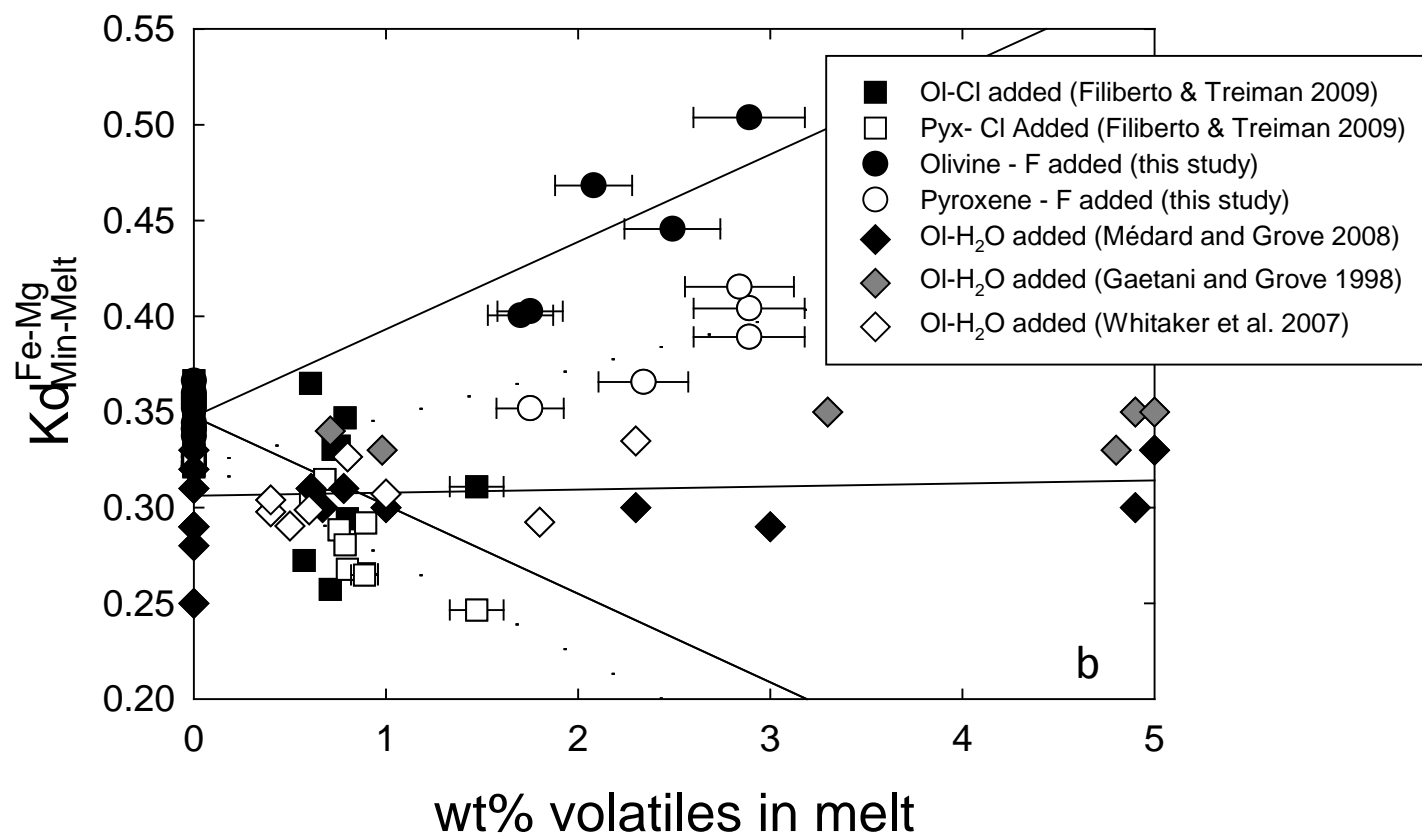 0.55
0.50
0.45
0.40
0.35
0.30
0.25
0.20
Kd Fe-Mg Min-Melt
Ol-Cl added (Filiberto & Treiman 2009)
Pyx- Cl Added (Filiberto & Treiman 2009)
Olivine - F added (this study)
Pyroxene - F added (this study)
Ol-H₂O added (Médard and Grove 2008)
Ol-H₂O added (Gaetani and Grove 1998)
Ol-H₂O added (Whitaker et al. 2007)
b
0 1 2 3 4 5
wt% volatiles in melt